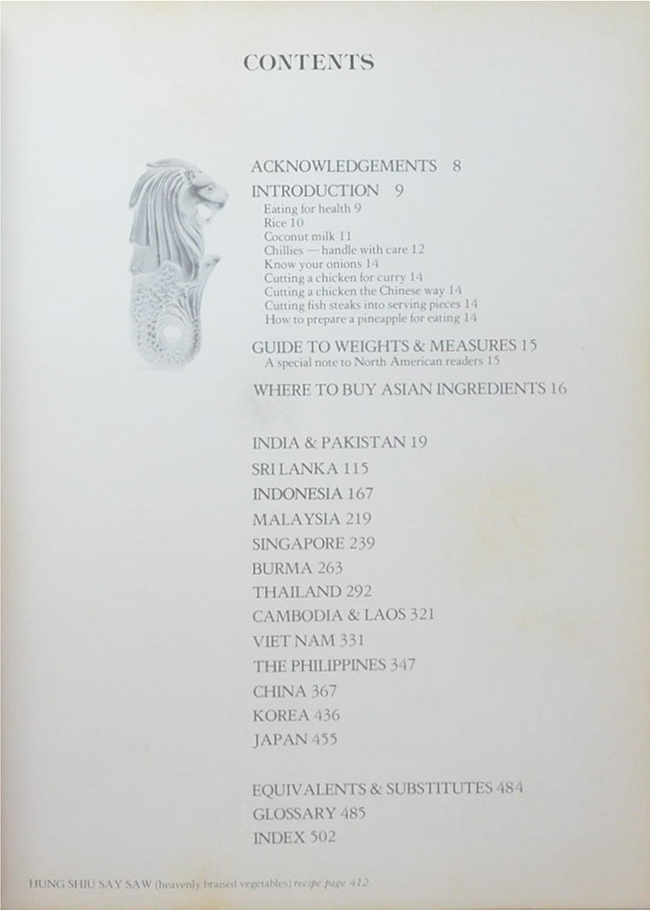 CONTENTS
ACKNOWLEDGEMENTS 8
INTRODUCTION 9
Eating for health 9
Rice 10
Coconut milk 11
Chillies — handle with care 12
Know your onions 14
Cutting a chicken for curry 14
Cutting a chicken the Chinese way 14
Cutting fish steaks into serving pieces 14
How to prepare a pineapple for eating 14
GUIDE TO WEIGHTS & MEASURES 15
A special note to North American readers 15
WHERE TO BUY ASIAN INGREDIENTS 16
INDIA & PAKISTAN 19
SRI LANKA 115
INDONESIA 167
MALAYSIA 219
SINGAPORE 239
BURMA 263
THAILAND 292
CAMBODIA & LAOS 321
VIET NAM 331
THE PHILIPPINES 347
CHINA 367
KOREA 436
JAPAN 455
EQUIVALENTS & SUBSTITUTES 484
GLOSSARY 485
INDEX 502
HUNG SHIU SAY SAW (heavenly braised vegetables) recipe page 412